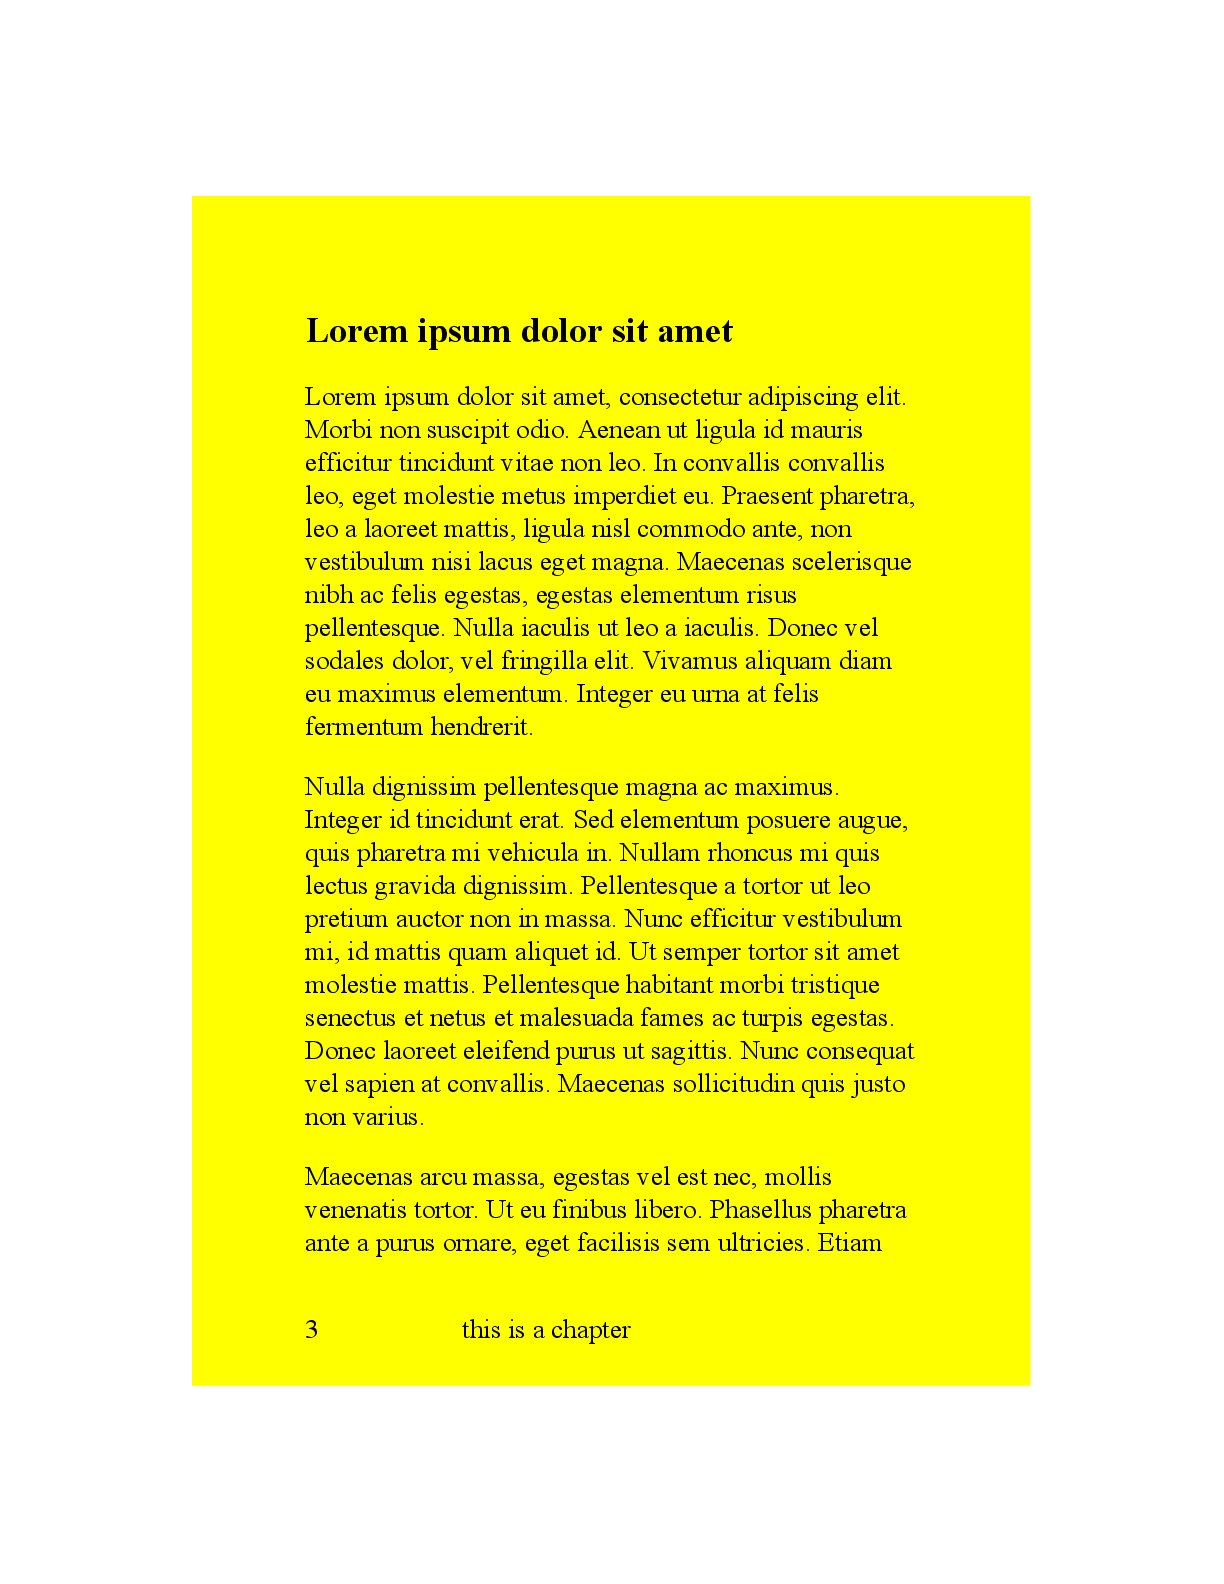 Lorem ipsum dolor sit amet
Lorem ipsum dolor sit amet, consectetur adipiscing elit.
Morbi non suscipit odio. Aenean ut ligula id mauris
efficitur tincidunt vitae non leo. In convallis convallis
leo, eget molestie metus imperdiet eu. Praesent pharetra,
leo a laoreet mattis, ligula nisl commodo ante, non
vestibulum nisi lacus eget magna. Maecenas scelerisque
nibh ac felis egestas, egestas elementum risus
pellentesque. Nulla iaculis ut leo a iaculis. Donec vel
sodales dolor, vel fringilla elit. Vivamus aliquam diam
eu maximus elementum. Integer eu urna at felis
fermentum hendrerit.
Nulla dignissim pellentesque magna ac maximus.
Integer id tincidunt erat. Sed elementum posuere augue,
quis pharetra mi vehicula in. Nullam rhoncus mi quis
lectus gravida dignissim. Pellentesque a tortor ut leo
pretium auctor non in massa. Nunc efficitur vestibulum
mi, id mattis quam aliquet id. Ut semper tortor sit amet
molestie mattis. Pellentesque habitant morbi tristique
senectus et netus et malesuada fames ac turpis egestas.
Donec laoreet eleifend purus ut sagittis. Nunc consequat
vel sapien at convallis. Maecenas sollicitudin quis justo
non varius.
Maecenas arcu massa, egestas vel est nec, mollis
venenatis tortor. Ut eu finibus libero. Phasellus pharetra
ante a purus ornare, eget facilisis sem ultricies. Etiam
3 this is a chapter